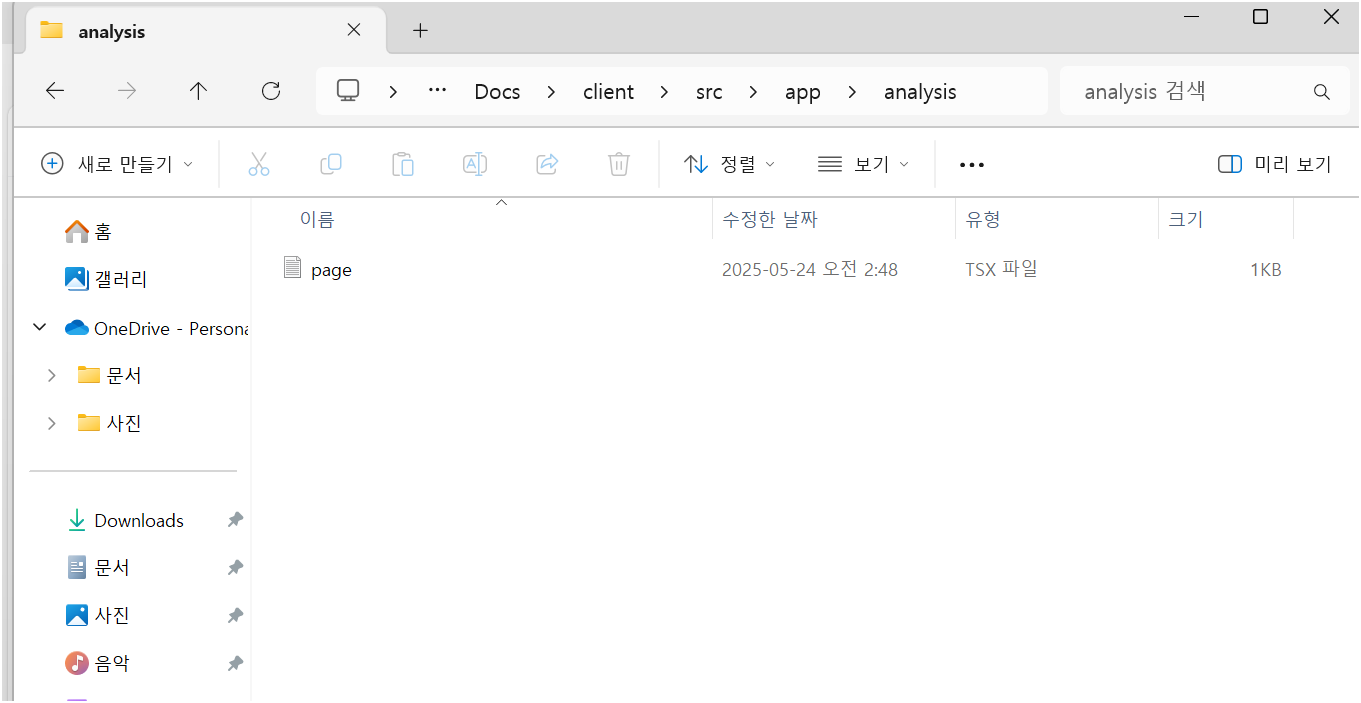 analysis
Docs client src app analysis analysis 검색
새로 만들기 정렬 보기 미리 보기
이름 수정한 날짜 유형 크기
page 2025-05-24 오전 2:48 TSX 파일 1KB
홈
갤러리
OneDrive - Persona
문서
사진
Downloads
문서
사진
음악